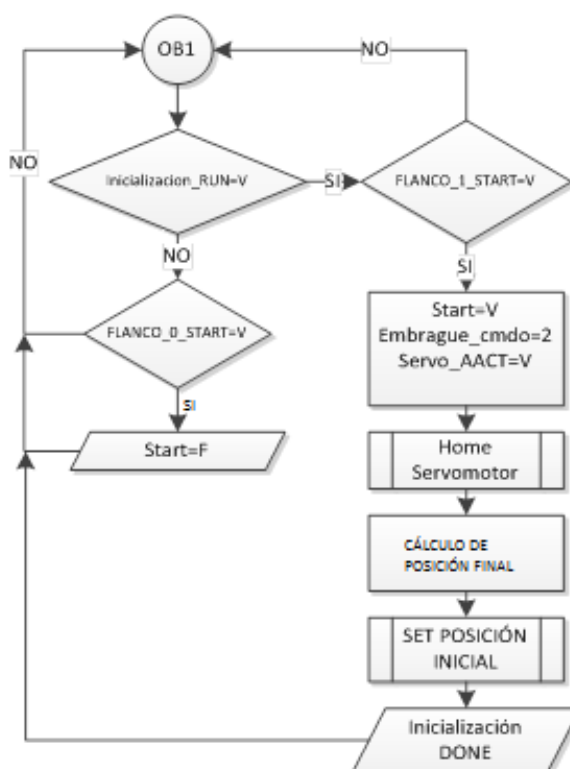 OB1
NO
NO
Inicializacion_RUN=V
SI
FLANCO_1_START=V
NO
SI
FLANCO_0_START=V
SI
Start=F
Start=V
Embrague_cmdo=2
Servo_AACT=V
Home
Servomotor
CÁLCULO DE
POSICIÓN FINAL
SET POSICIÓN
INICIAL
Inicialización
DONE